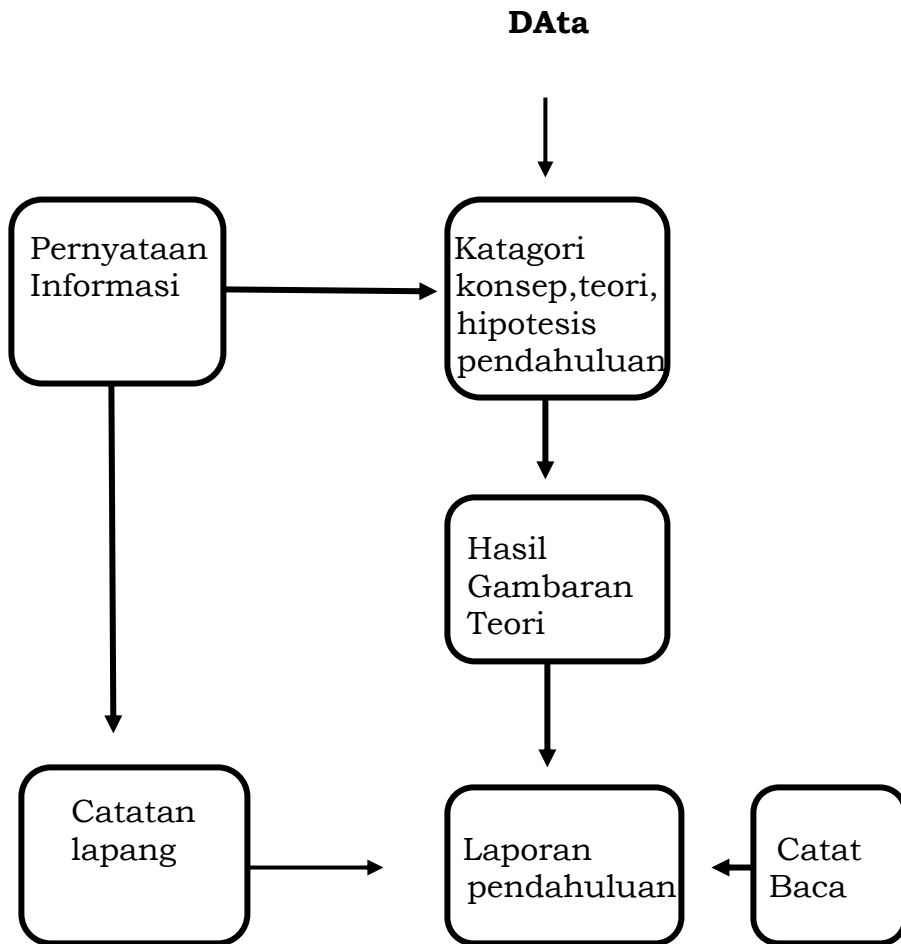 DAta
Pernyataan
Informasi
Katagori
konsep,teori,
hipotesis
pendahuluan
Hasil
Gambaran
Teori
Catatan
lapang
Laporan
pendahuluan
Catat
Baca